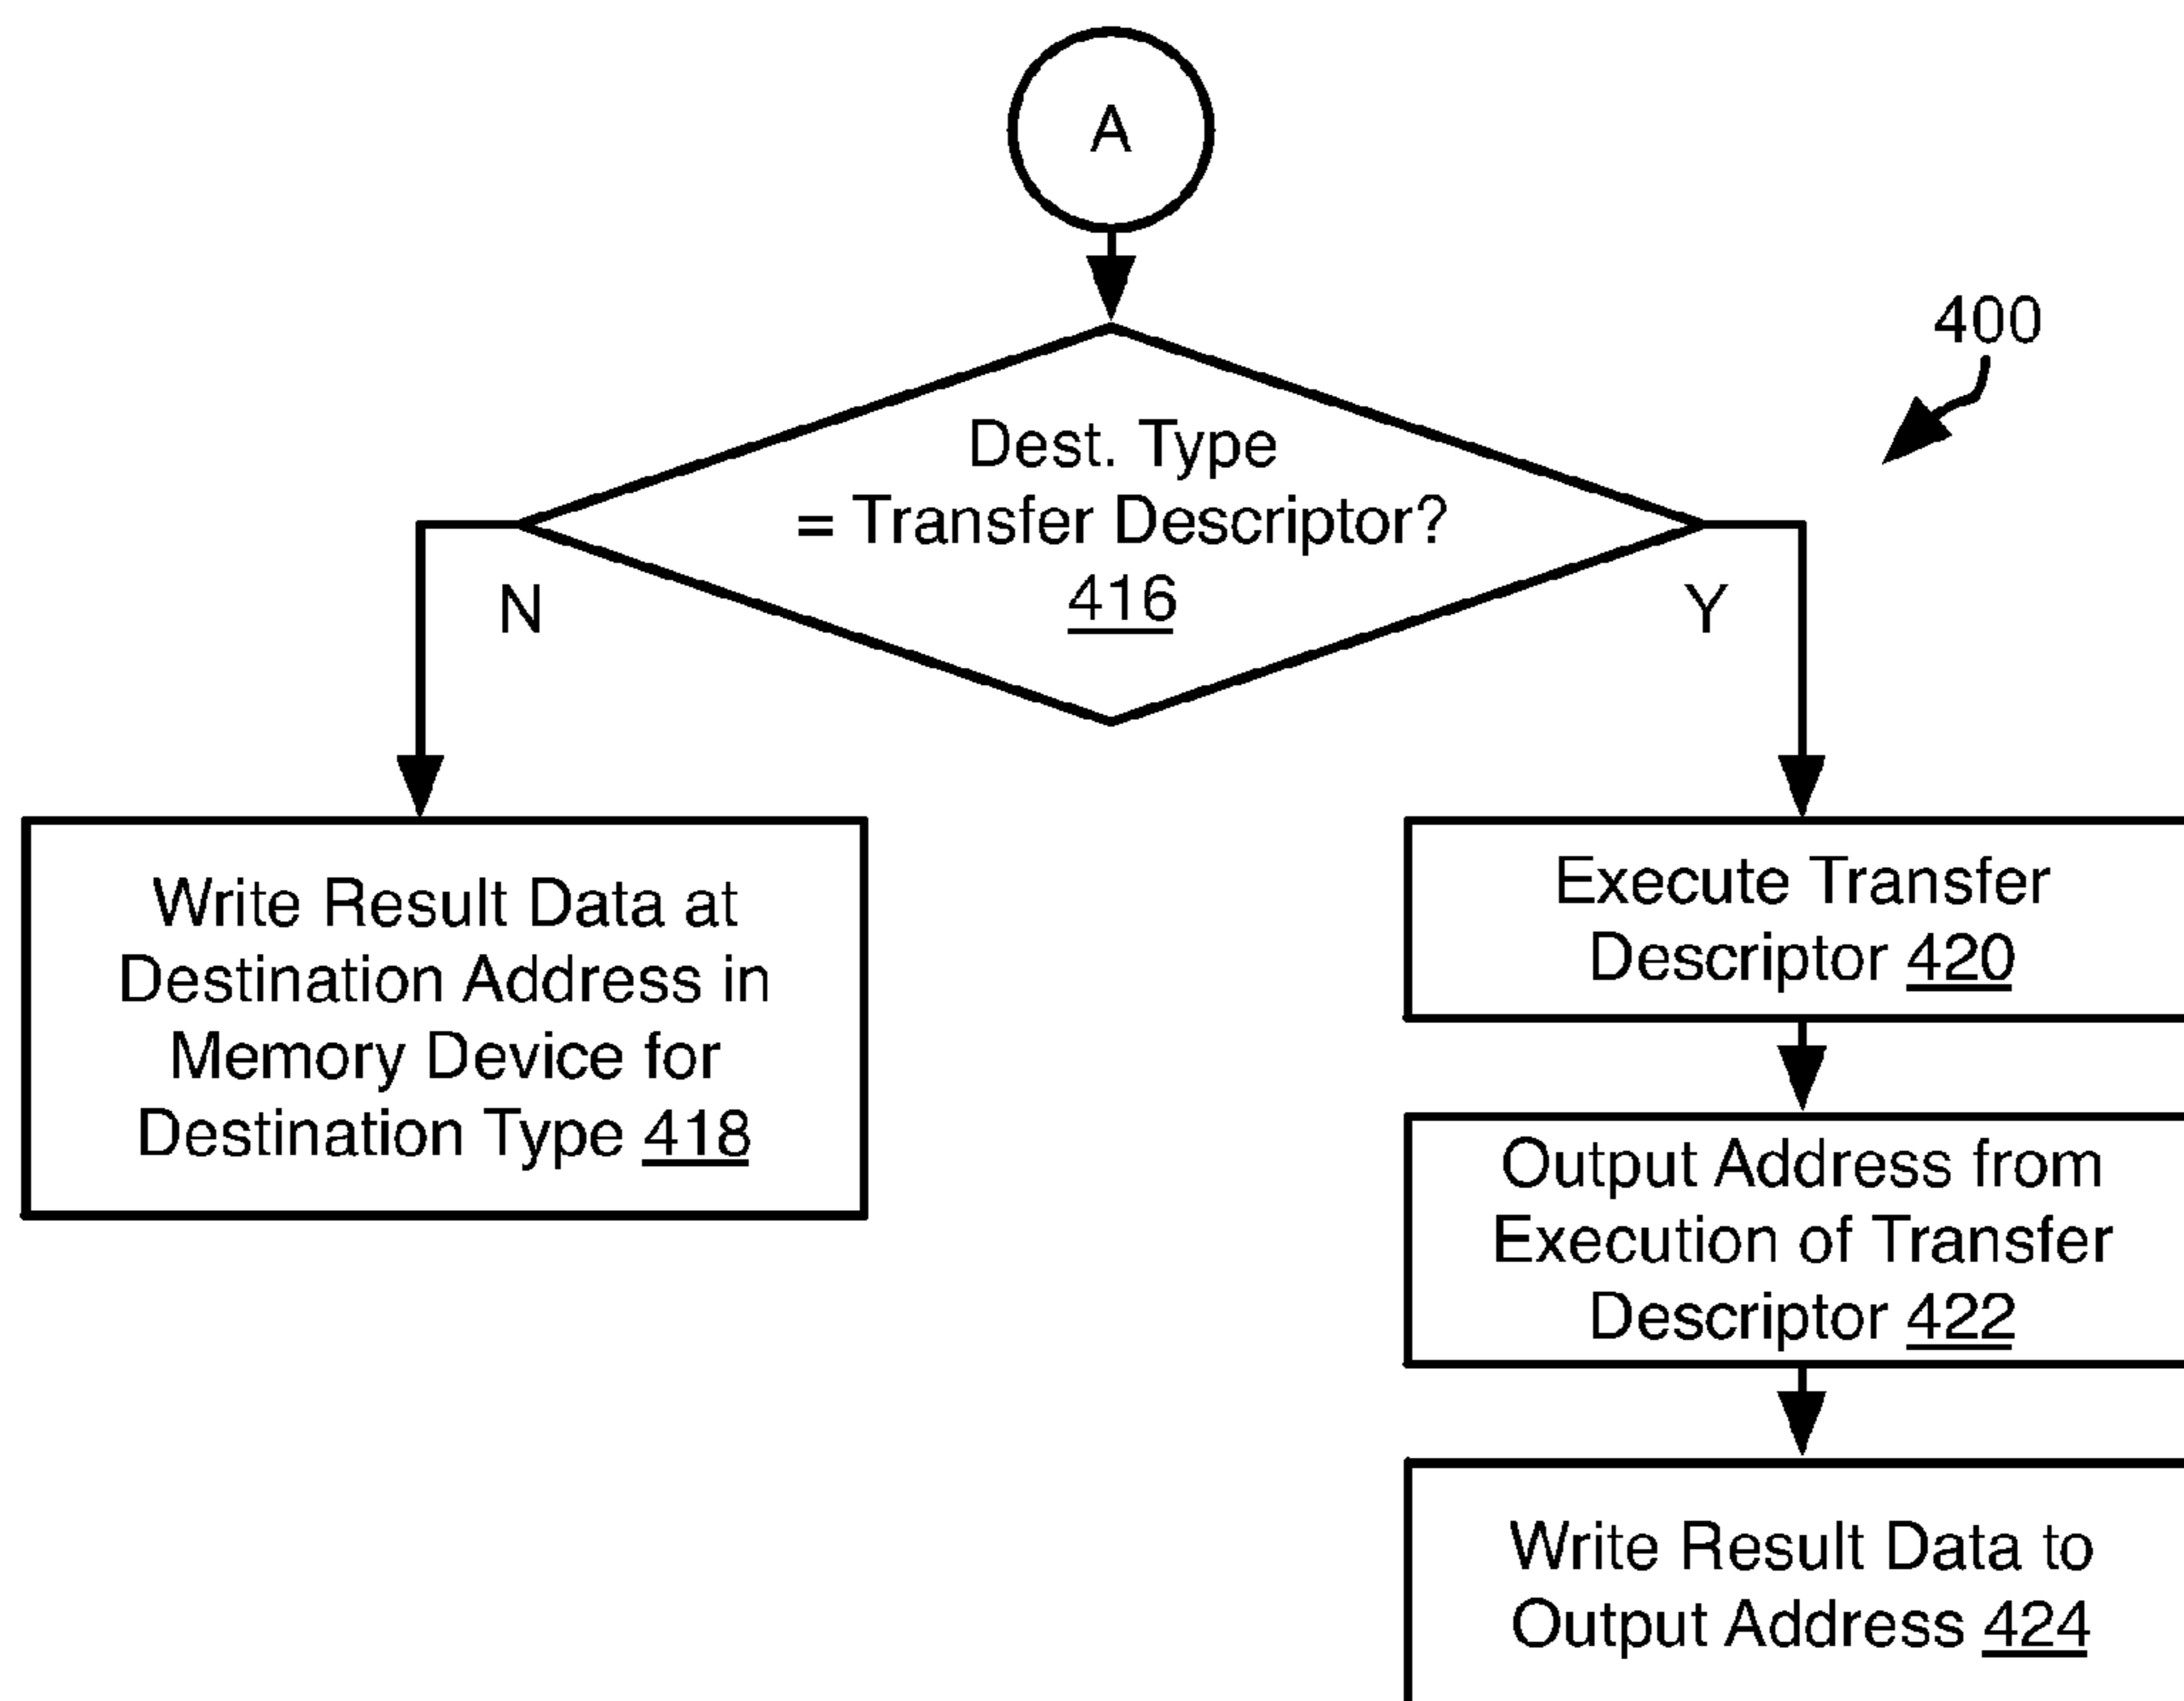 A
400
Dest. Type
= Transfer Descriptor?
416
N
Y
Write Result Data at
Destination Address in
Memory Device for
Destination Type 418
Execute Transfer
Descriptor 420
Output Address from
Execution of Transfer
Descriptor 422
Write Result Data to
Output Address 424